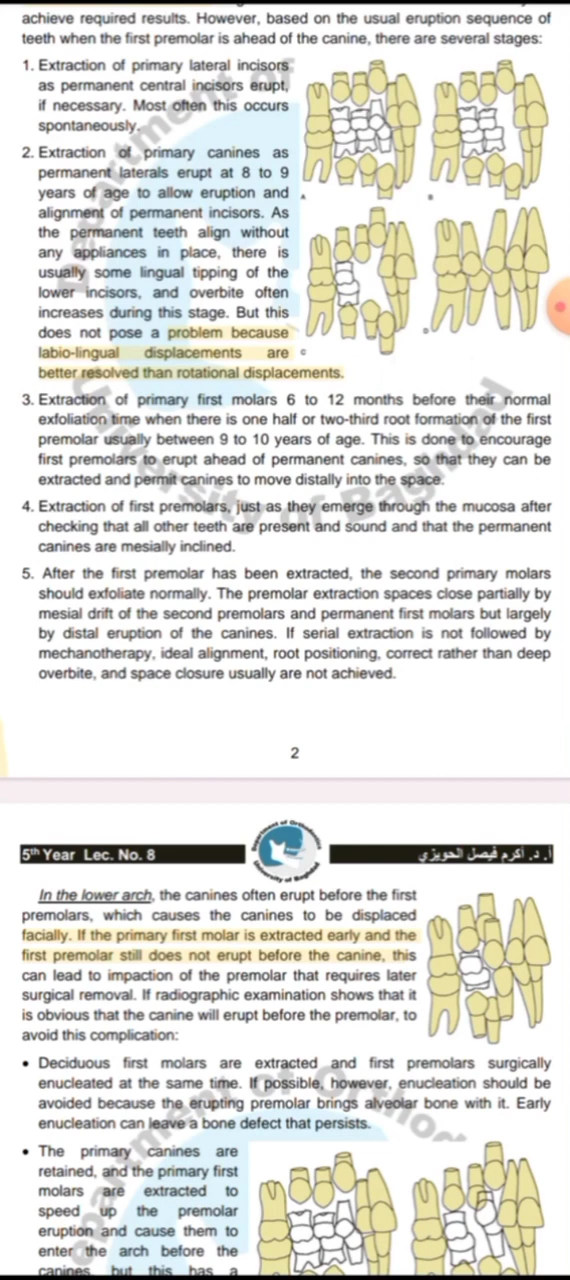 achieve required results. However, based on the usual eruption sequence of
teeth when the first premolar is ahead of the canine, there are several stages:
1. Extraction of primary lateral incisors
as permanent central incisors erupt,
if necessary. Most often this occurs
spontaneously.
2. Extraction of primary canines as
permanent laterals erupt at 8 to 9
years of age to allow eruption and
alignment of permanent incisors. As
the permanent teeth align without
any appliances in place, there is
usually some lingual tipping of the
lower incisors, and overbite often
increases during this stage. But this
does not pose a problem because
labio-lingual displacements are
better resolved than rotational displacements.
3. Extraction of primary first molars 6 to 12 months before their normal
exfoliation time when there is one half or two-third root formation of the first
premolar usually between 9 to 10 years of age. This is done to encourage
first premolars to erupt ahead of permanent canines, so that they can be
extracted and permit canines to move distally into the space.
4. Extraction of first premolars, just as they emerge through the mucosa after
checking that all other teeth are present and sound and that the permanent
canines are mesially inclined.
5. After the first premolar has been extracted, the second primary molars
should exfoliate normally. The premolar extraction spaces close partially by
mesial drift of the second premolars and permanent first molars but largely
by distal eruption of the canines. If serial extraction is not followed by
mechanotherapy, ideal alignment, root positioning, correct rather than deep
overbite, and space closure usually are not achieved.
2
5th Year Lec. No. 8
Department of Orthodontics
University of Baghdad
أ. د. أكرم فيصل الحويزي
In the lower arch, the canines often erupt before the first
premolars, which causes the canines to be displaced
facially. If the primary first molar is extracted early and the
first premolar still does not erupt before the canine, this
can lead to impaction of the premolar that requires later
surgical removal. If radiographic examination shows that it
is obvious that the canine will erupt before the premolar, to
avoid this complication:
• Deciduous first molars are extracted and first premolars surgically
enucleated at the same time. If possible, however, enucleation should be
avoided because the erupting premolar brings alveolar bone with it. Early
enucleation can leave a bone defect that persists.
• The primary canines are
retained, and the primary first
molars are extracted to
speed up the premolar
eruption and cause them to
enter the arch before the
canines, but this has a